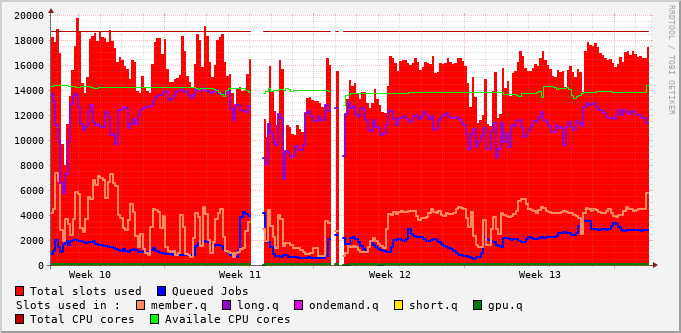 20000
18000
16000
14000
12000
10000
8000
6000
4000
2000
0
Week 10 Week 11 Week 12 Week 13
RRDTOOL / TOBI OETIKER
Total slots used Queued Jobs
Slots used in : member.q long.q ondemand.q short.q gpu.q
Total CPU cores Availale CPU cores